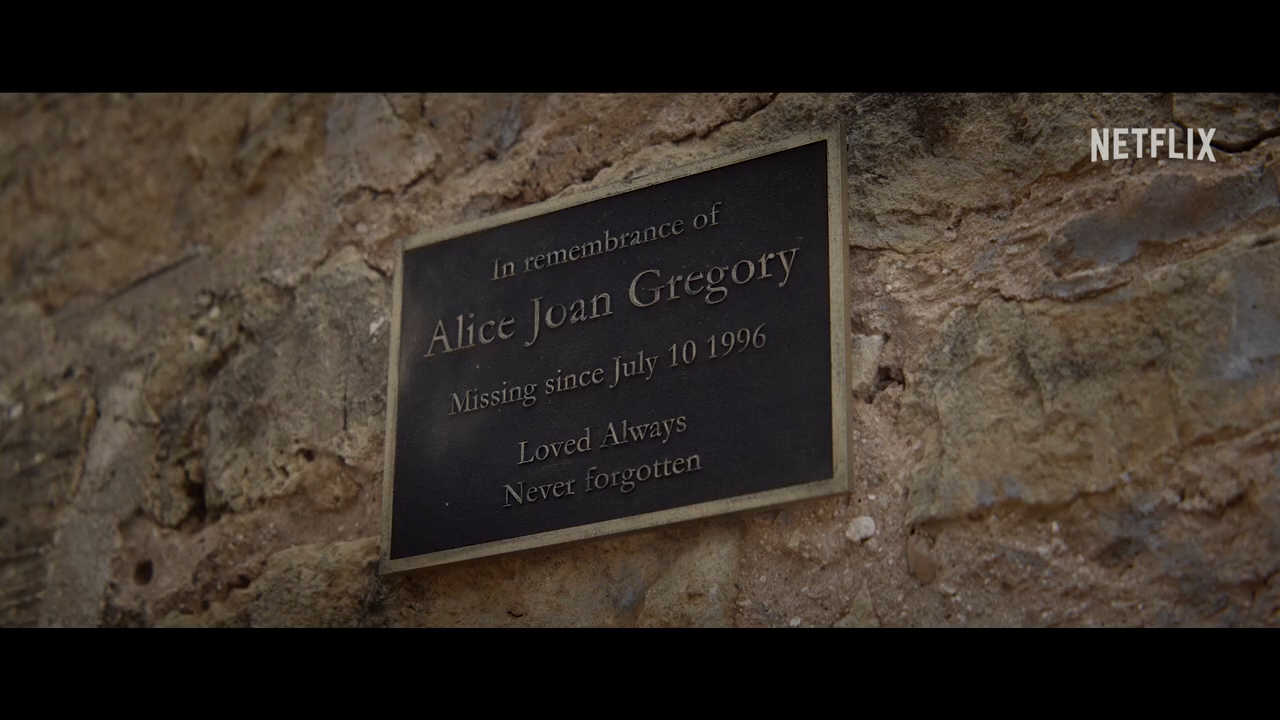 NETFLIX
In remembrance of
Alice Joan Gregory
Missing since July 10 1996
Loved Always
Never forgotten